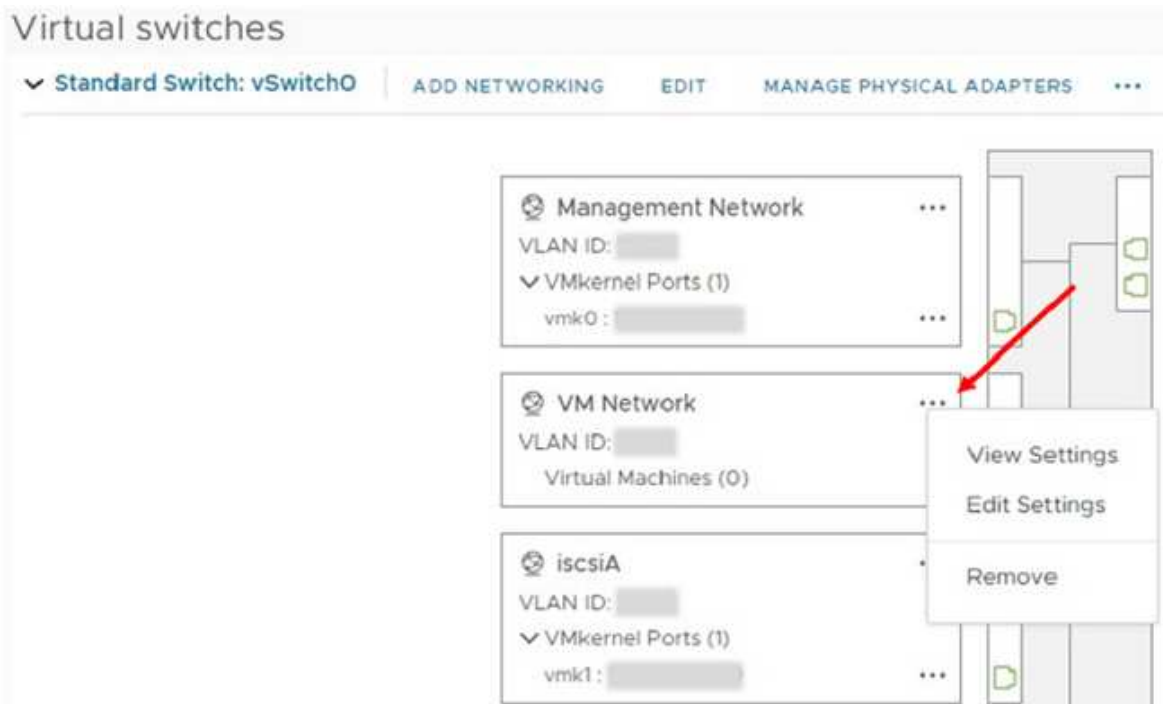 Virtual switches
Standard Switch: vSwitch0 ADD NETWORKING EDIT MANAGE PHYSICAL ADAPTERS ...
Management Network ...
VLAN ID:
VMkernel Ports (1)
vmk0 : ...
VM Network ...
VLAN ID:
Virtual Machines (0)
View Settings
Edit Settings
Remove
iscsiA
VLAN ID:
VMkernel Ports (1)
vmk1 : ...